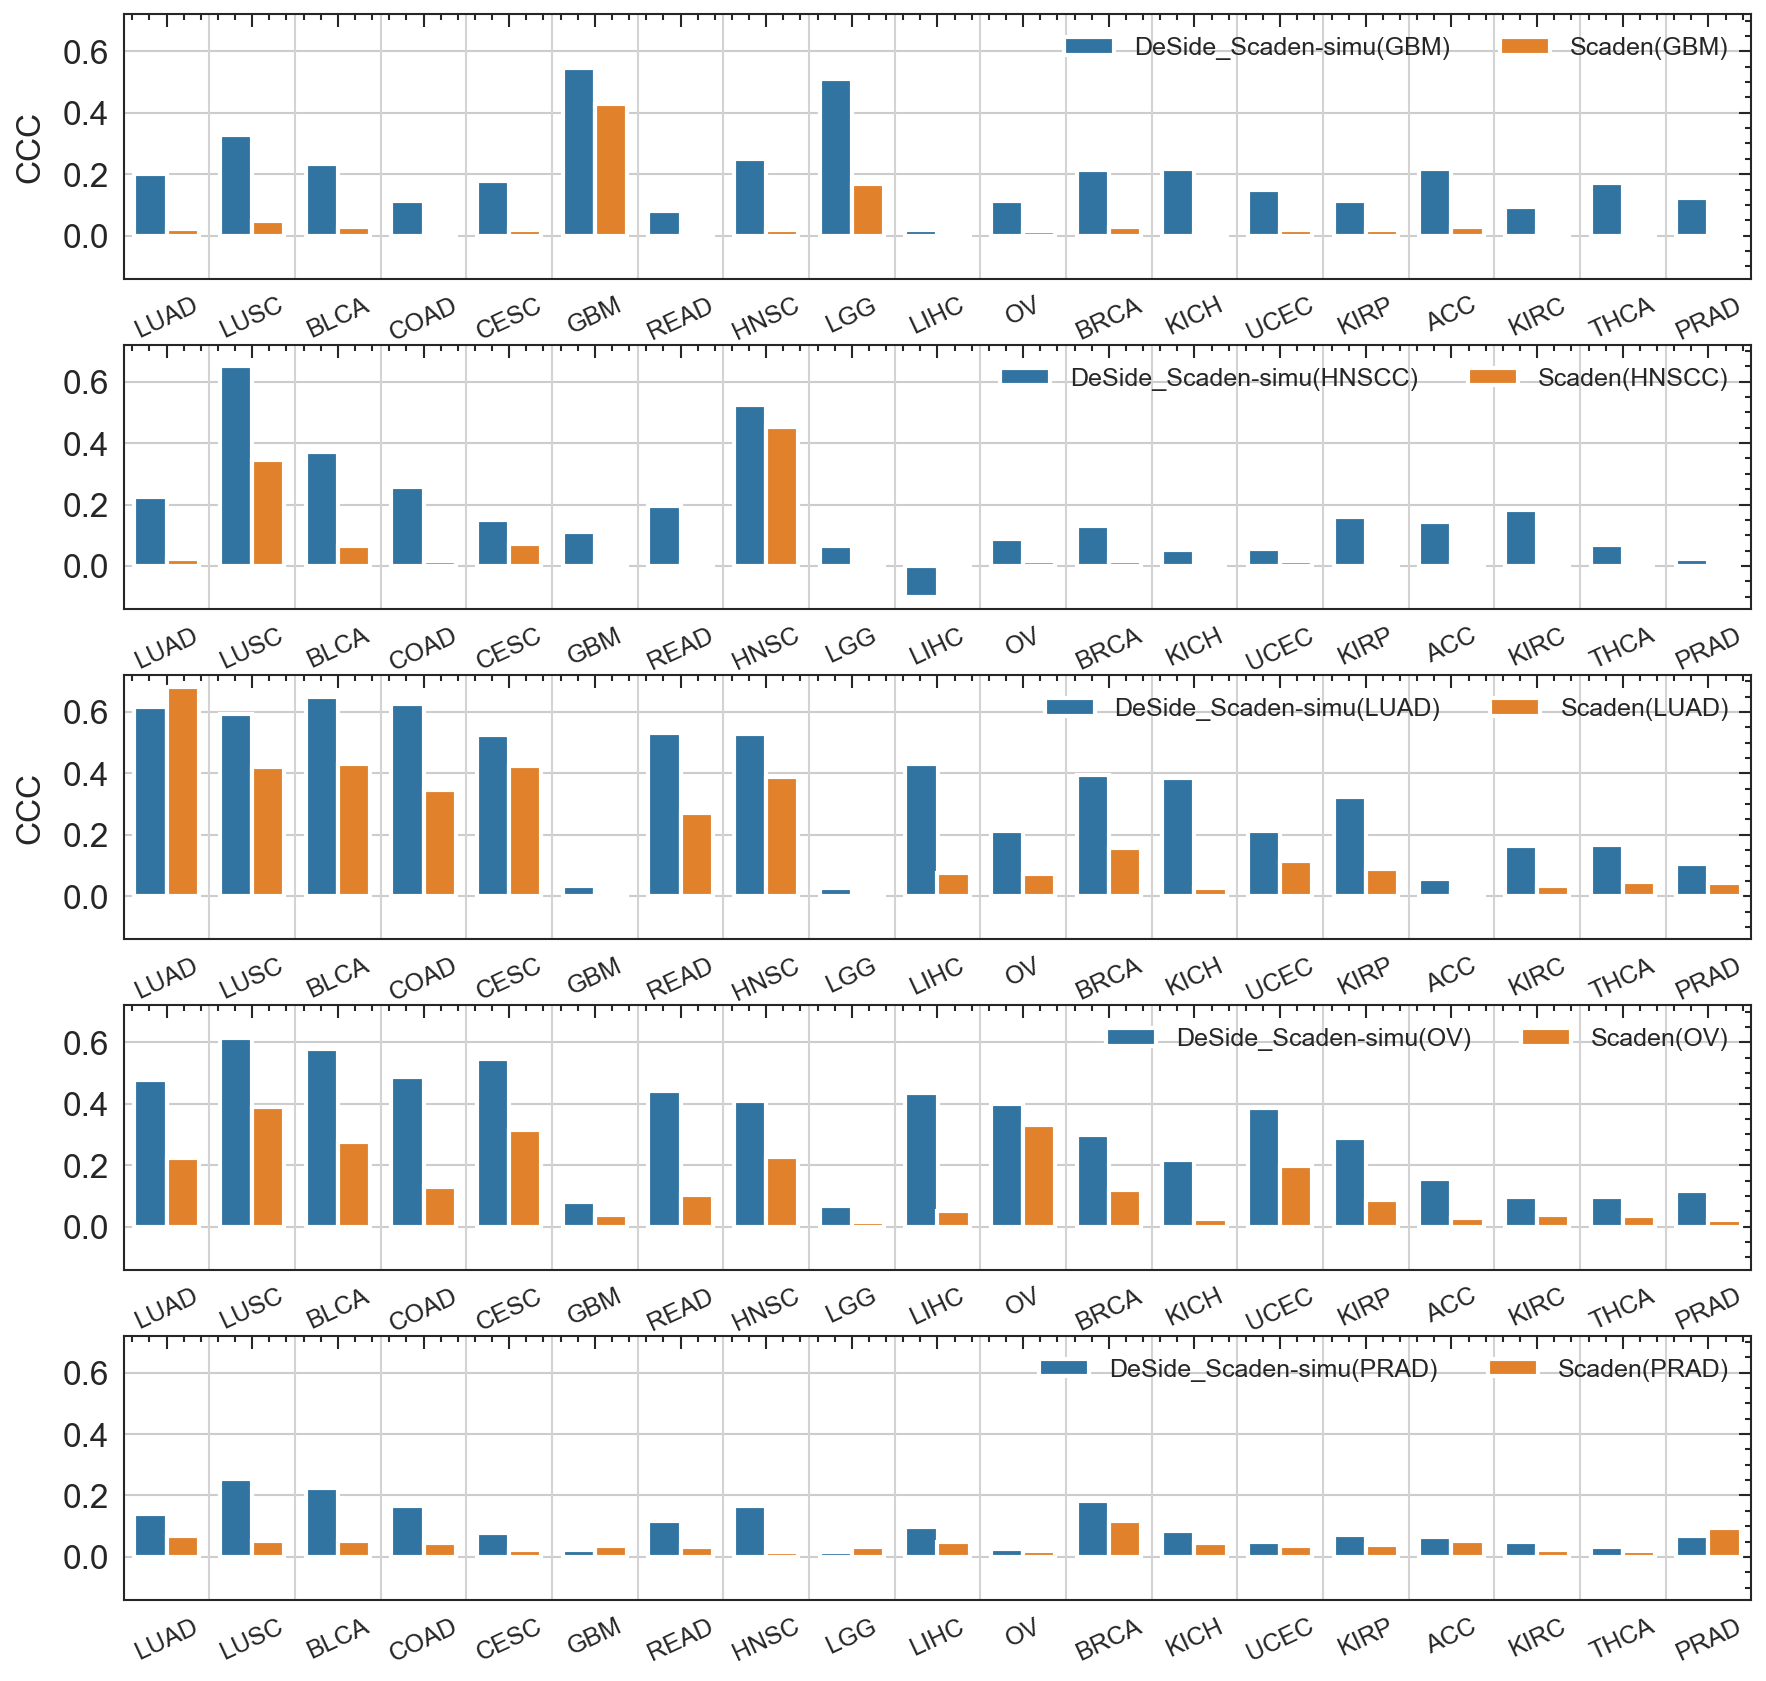 0.6
DeSide_Scaden-simu(GBM) Scaden(GBM)
0.4
CCC
0.2
0.0
LUAD LUSC BLCA COAD CESC GBM READ HNSC LGG LIHC OV BRCA KICH UCEC KIRP ACC KIRC THCA PRAD
0.6
DeSide_Scaden-simu(HNSCC) Scaden(HNSCC)
0.4
0.2
0.0
LUAD LUSC BLCA COAD CESC GBM READ HNSC LGG LIHC OV BRCA KICH UCEC KIRP ACC KIRC THCA PRAD
0.6
DeSide_Scaden-simu(LUAD) Scaden(LUAD)
0.4
CCC
0.2
0.0
LUAD LUSC BLCA COAD CESC GBM READ HNSC LGG LIHC OV BRCA KICH UCEC KIRP ACC KIRC THCA PRAD
0.6
DeSide_Scaden-simu(OV) Scaden(OV)
0.4
0.2
0.0
LUAD LUSC BLCA COAD CESC GBM READ HNSC LGG LIHC OV BRCA KICH UCEC KIRP ACC KIRC THCA PRAD
0.6
DeSide_Scaden-simu(PRAD) Scaden(PRAD)
0.4
0.2
0.0
LUAD LUSC BLCA COAD CESC GBM READ HNSC LGG LIHC OV BRCA KICH UCEC KIRP ACC KIRC THCA PRAD